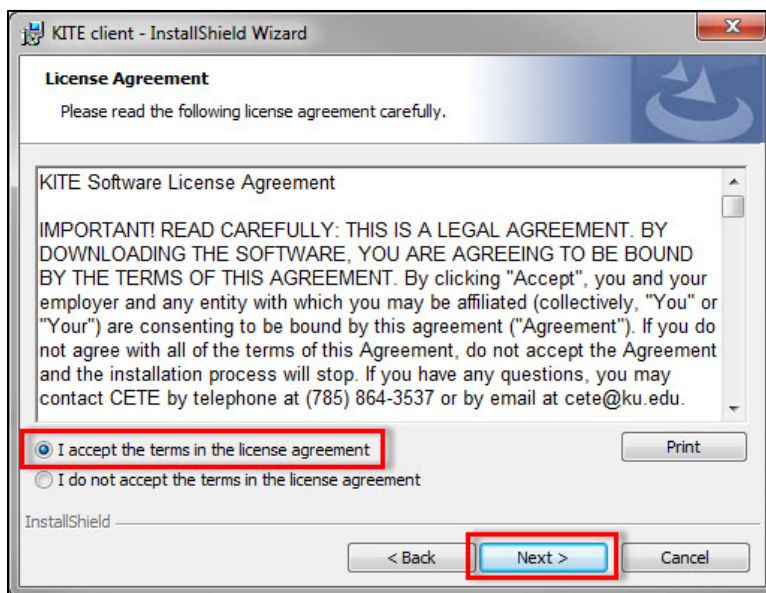 KITE client - InstallShield Wizard
License Agreement
Please read the following license agreement carefully.
KITE Software License Agreement
IMPORTANT! READ CAREFULLY: THIS IS A LEGAL AGREEMENT. BY
DOWNLOADING THE SOFTWARE, YOU ARE AGREEING TO BE BOUND
BY THE TERMS OF THIS AGREEMENT. By clicking "Accept", you and your
employer and any entity with which you may be affiliated (collectively, "You" or
"Your") are consenting to be bound by this agreement ("Agreement"). If you do
not agree with all of the terms of this Agreement, do not accept the Agreement
and the installation process will stop. If you have any questions, you may
contact CETE by telephone at (785) 864-3537 or by email at cete@ku.edu.
I accept the terms in the license agreement
Print
I do not accept the terms in the license agreement
InstallShield
< Back
Next >
Cancel